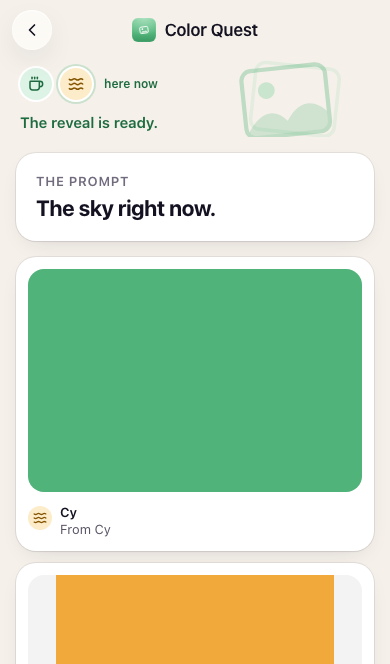 Color Quest
here now
The reveal is ready.
THE PROMPT
The sky right now.
Cy
From Cy